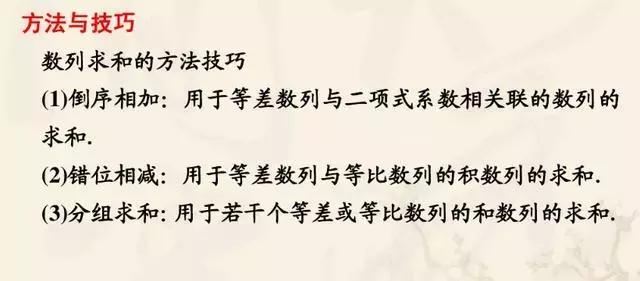 方法与技巧
数列求和的方法技巧
(1)倒序相加：用于等差数列与二项式系数相关联的数列的
求和.
(2)错位相减：用于等差数列与等比数列的积数列的求和.
(3)分组求和：用于若干个等差或等比数列的和数列的求和.